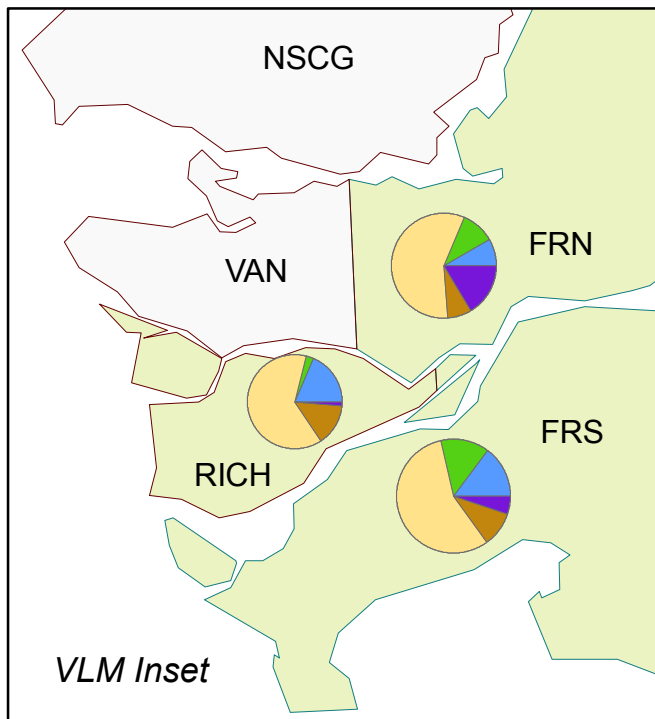 NSCG
FRN
VAN
FRS
RICH
VLM Inset